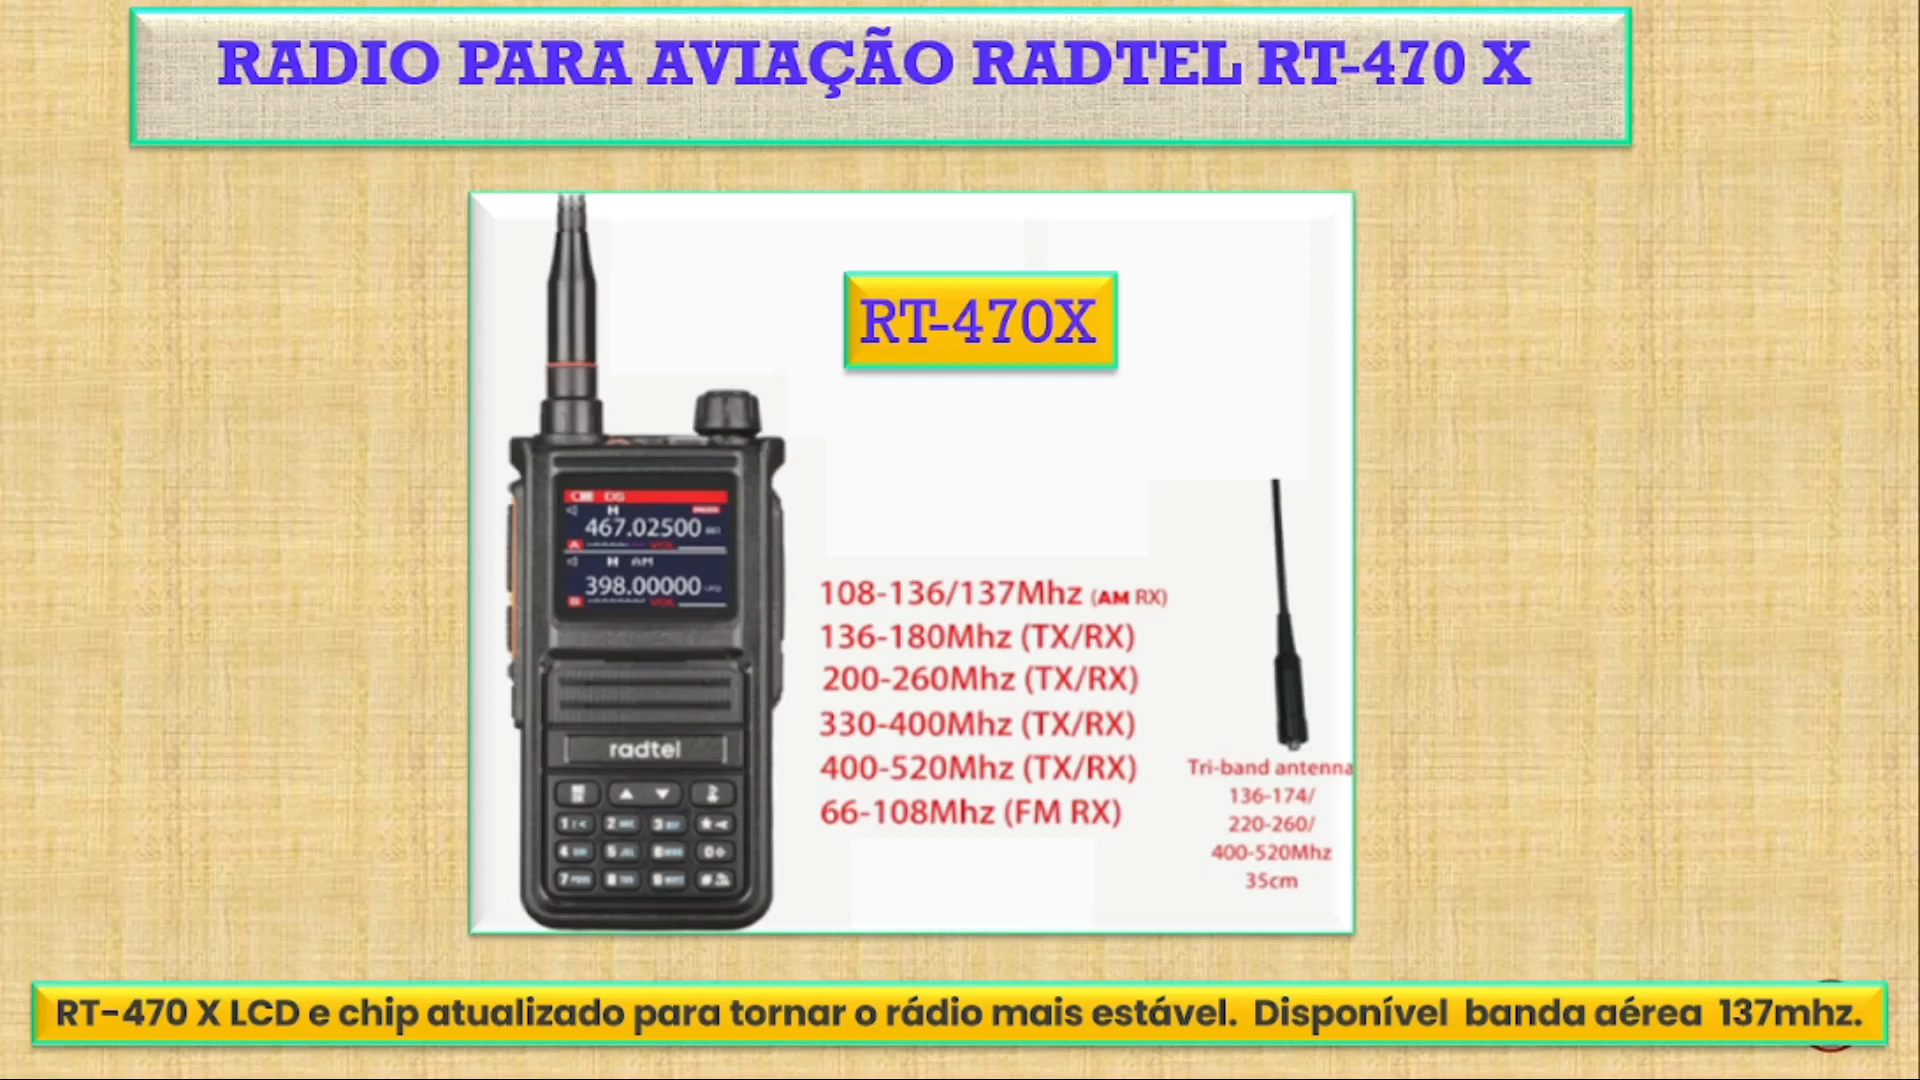 RADIO PARA AVIAÇÃO RADTEL RT-470 X
RT-470X
467.02500
A
H AM
398.00000
108-136/137Mhz (AM RX)
136-180Mhz (TX/RX)
200-260Mhz (TX/RX)
330-400Mhz (TX/RX)
400-520Mhz (TX/RX)
66-108Mhz (FM RX)
radtel
Tri-band antenna
136-174/
220-260/
400-520Mhz
35cm
RT-470 X LCD e chip atualizado para tornar o rádio mais estável. Disponível banda aérea 137mhz.